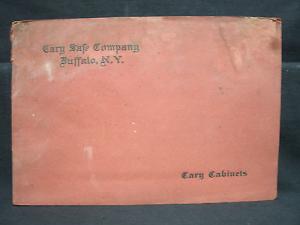 Cary Safe Company
Buffalo, N.Y.
Cary Cabinets